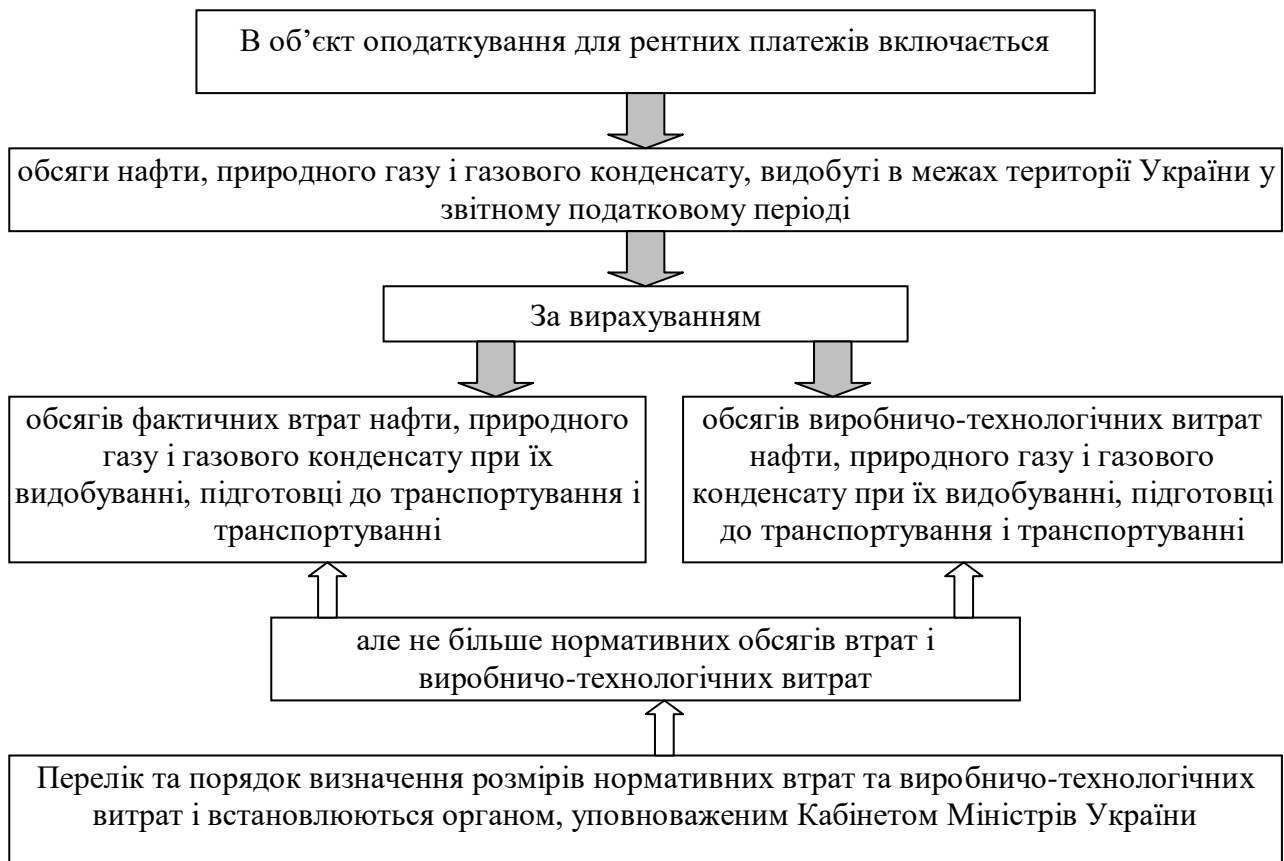 В об’єкт оподаткування для рентних платежів включається
обсяги нафти, природного газу і газового конденсату, видобуті в межах території України у
звітному податковому періоді
За вирахуванням
обсягів фактичних втрат нафти, природного
газу і газового конденсату при їх
видобуванні, підготовці до транспортування і
транспортуванні
обсягів виробничо-технологічних витрат
нафти, природного газу і газового
конденсату при їх видобуванні, підготовці
до транспортування і транспортуванні
але не більше нормативних обсягів втрат і
виробничо-технологічних витрат
Перелік та порядок визначення розмірів нормативних втрат та виробничо-технологічних
витрат і встановлюються органом, уповноваженим Кабінетом Міністрів України